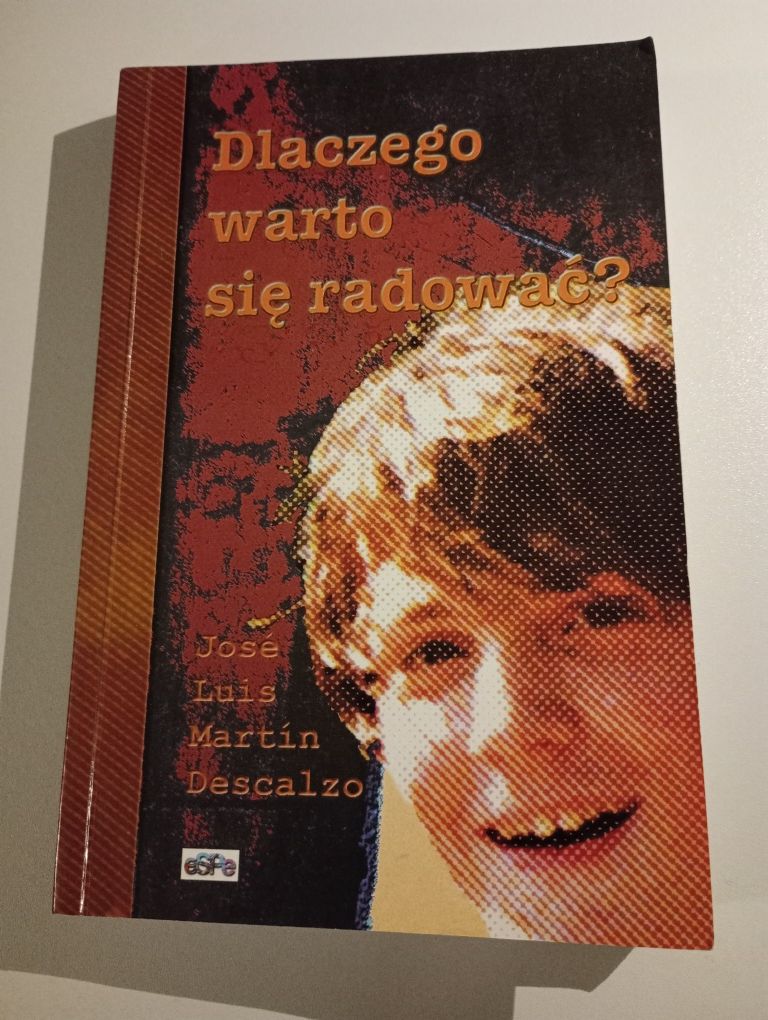 Dlaczego
warto
się radować?
José
Luis
Martín
Descalzo
eSPe